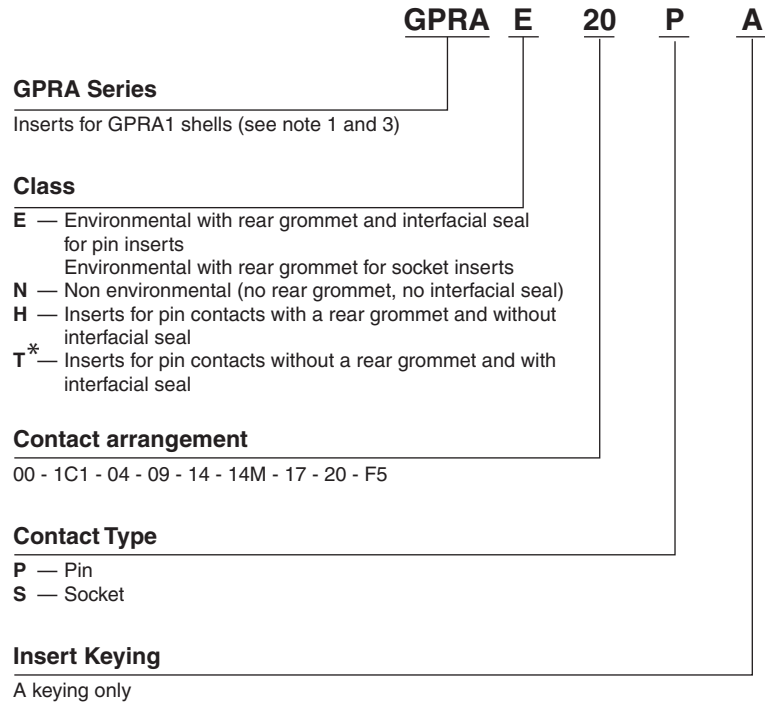 GPRA E 20 P A
GPRA Series
Inserts for GPRA1 shells (see note 1 and 3)
Class
E — Environmental with rear grommet and interfacial seal
for pin inserts
Environmental with rear grommet for socket inserts
N — Non environmental (no rear grommet, no interfacial seal)
H — Inserts for pin contacts with a rear grommet and without
interfacial seal
T*— Inserts for pin contacts without a rear grommet and with
interfacial seal
Contact arrangement
00 - 1C1 - 04 - 09 - 14 - 14M - 17 - 20 - F5
Contact Type
P — Pin
S — Socket
Insert Keying
A keying only